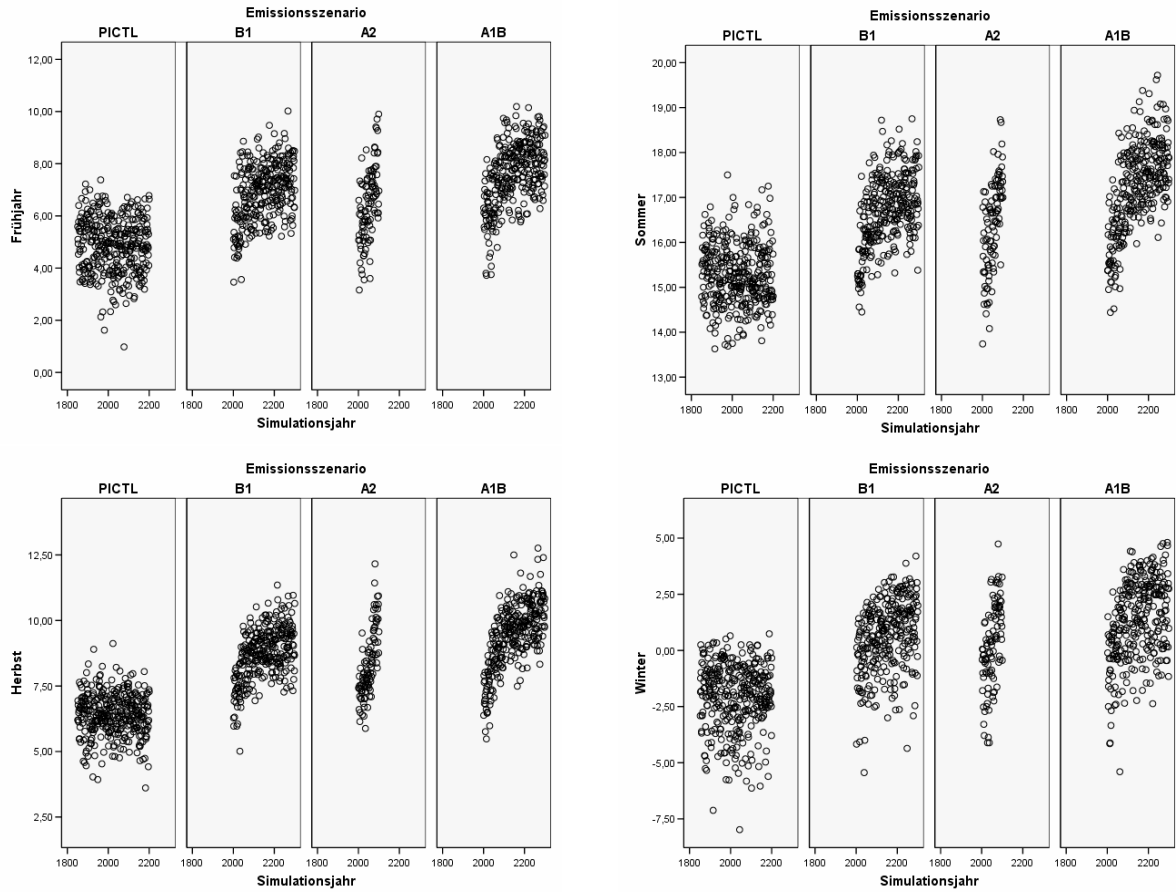 Emissionsszenario
PICTL B1 A2 A1B
12,00
10,00
8,00
6,00
4,00
2,00
0,00
Frühjahr
1800 2000 2200 1800 2000 2200 1800 2000 2200 1800 2000 2200
Simulationsjahr
Emissionsszenario
PICTL B1 A2 A1B
20,00
19,00
18,00
17,00
16,00
15,00
14,00
13,00
Sommer
1800 2000 2200 1800 2000 2200 1800 2000 2200 1800 2000 2200
Simulationsjahr
Emissionsszenario
PICTL B1 A2 A1B
12,50
10,00
7,50
5,00
2,50
Herbst
1800 2000 2200 1800 2000 2200 1800 2000 2200 1800 2000 2200
Simulationsjahr
Emissionsszenario
PICTL B1 A2 A1B
5,00
2,50
0,00
-2,50
-5,00
-7,50
Winter
1800 2000 2200 1800 2000 2200 1800 2000 2200 1800 2000 2200
Simulationsjahr